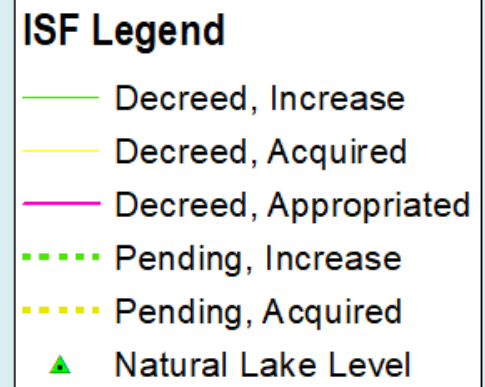 ISF Legend
Decreed, Increase
Decreed, Acquired
Decreed, Appropriated
Pending, Increase
Pending, Acquired
Natural Lake Level